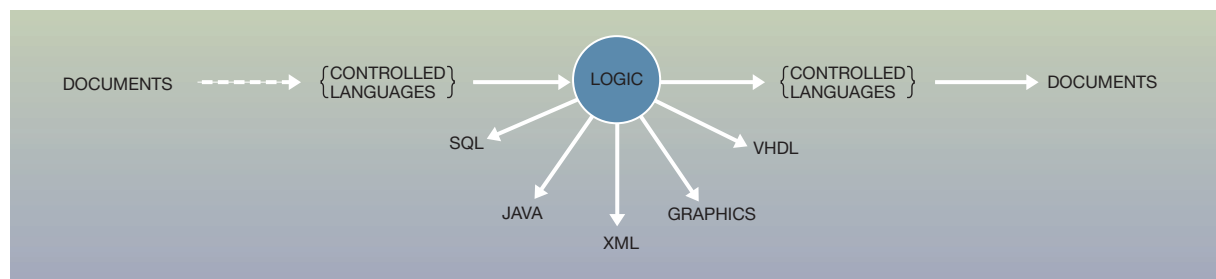 DOCUMENTS
{CONTROLLED
LANGUAGES}
LOGIC
{CONTROLLED
LANGUAGES}
DOCUMENTS
SQL
VHDL
JAVA
GRAPHICS
XML